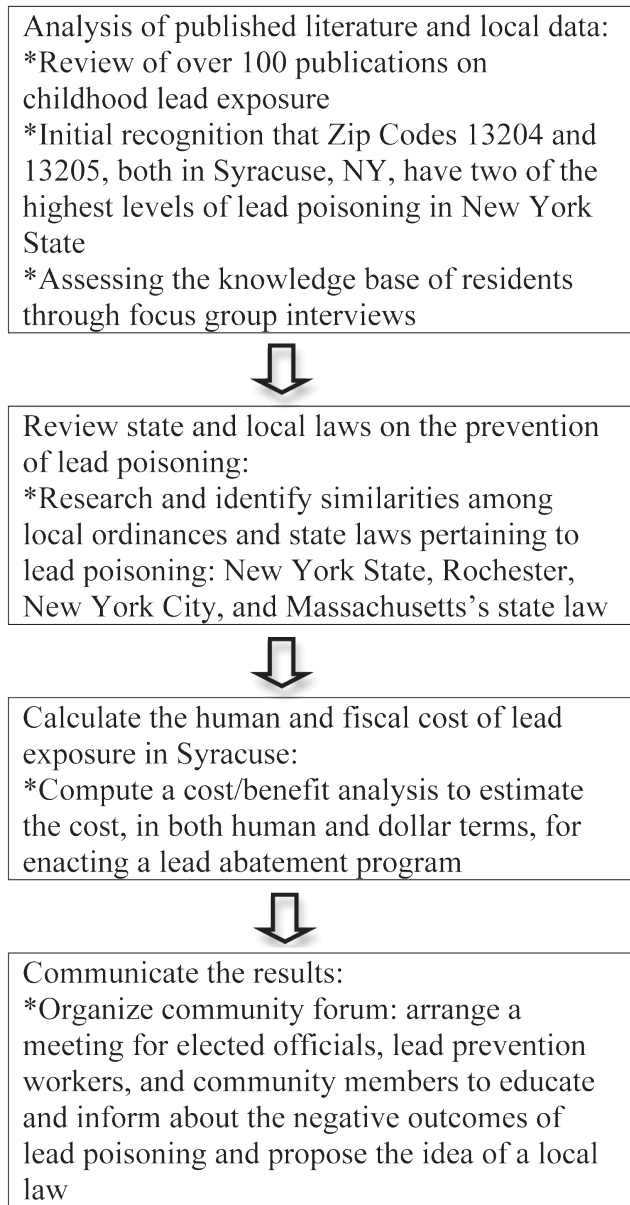 Analysis of published literature and local data:
*Review of over 100 publications on
childhood lead exposure
*Initial recognition that Zip Codes 13204 and
13205, both in Syracuse, NY, have two of the
highest levels of lead poisoning in New York
State
*Assessing the knowledge base of residents
through focus group interviews
Review state and local laws on the prevention
of lead poisoning:
*Research and identify similarities among
local ordinances and state laws pertaining to
lead poisoning: New York State, Rochester,
New York City, and Massachusetts’s state law
Calculate the human and fiscal cost of lead
exposure in Syracuse:
*Compute a cost/benefit analysis to estimate
the cost, in both human and dollar terms, for
enacting a lead abatement program
Communicate the results:
*Organize community forum: arrange a
meeting for elected officials, lead prevention
workers, and community members to educate
and inform about the negative outcomes of
lead poisoning and propose the idea of a local
law